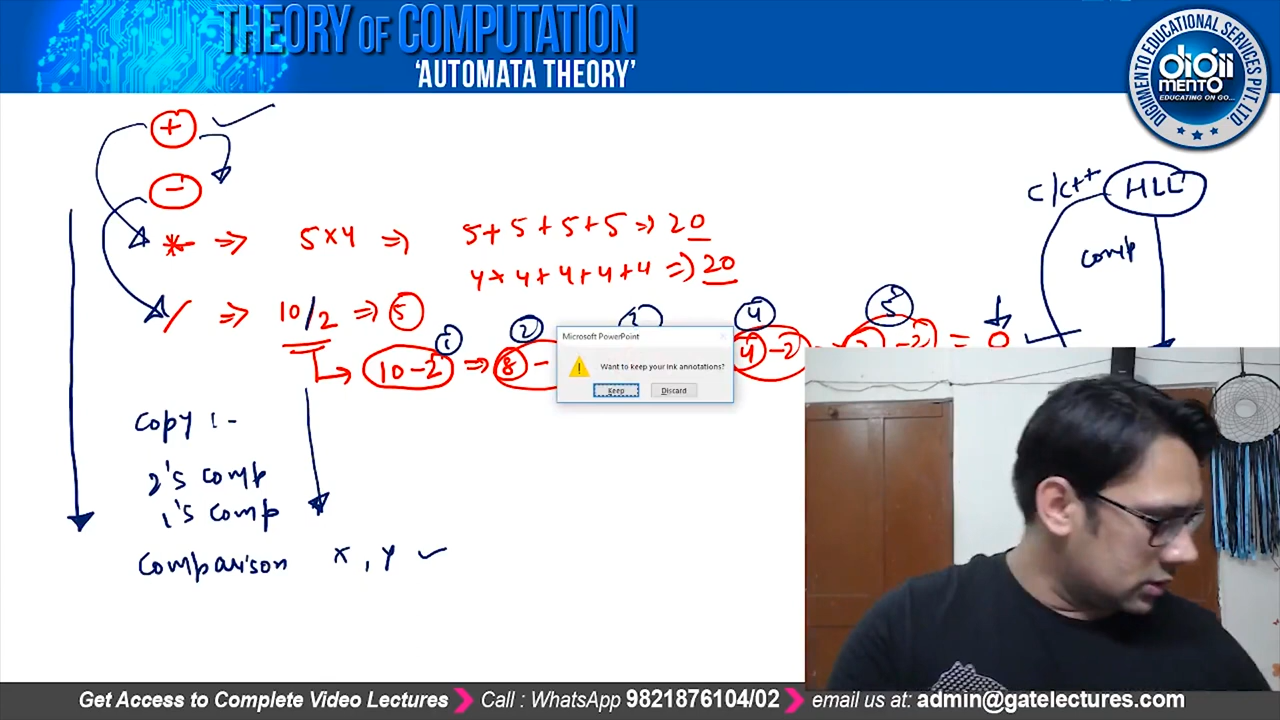 THEORY OF COMPUTATION
'AUTOMATA THEORY'
DIGIMENTO EDUCATIONAL SERVICES PVT. LTD.
digii
MENTO
EDUCATING ON GO...
+
-
C/C++ HLL
* => 5×4 => 5+5+5+5 => 20
4+4+4+4+4 => 20
comp
/ => 10/2 => 5
1 2 4 5
10-2 => 8- 4-2 -2 = 0
Microsoft PowerPoint
Want to keep your ink annotations?
Keep Discard
Copy :-
2's comp
1's comp
Comparison x, y
Get Access to Complete Video Lectures Call : WhatsApp 9821876104/02 email us at: admin@gatelectures.com